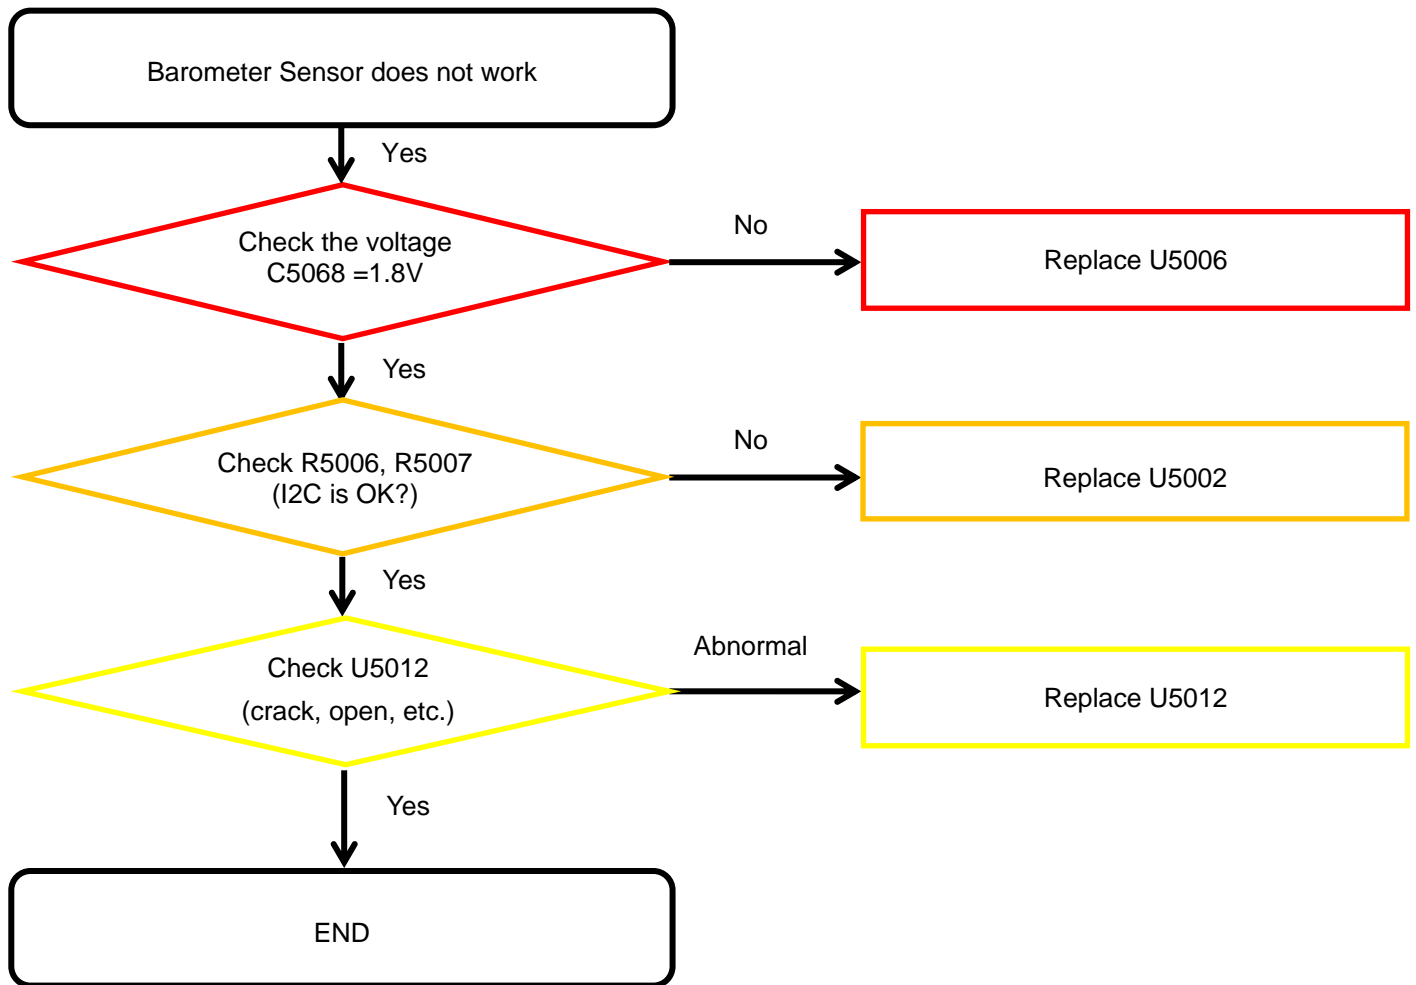 Barometer Sensor does not work
Yes
Check the voltage
C5068 =1.8V
No
Replace U5006
Yes
Check R5006, R5007
(I2C is OK?)
No
Replace U5002
Yes
Check U5012
(crack, open, etc.)
Abnormal
Replace U5012
Yes
END